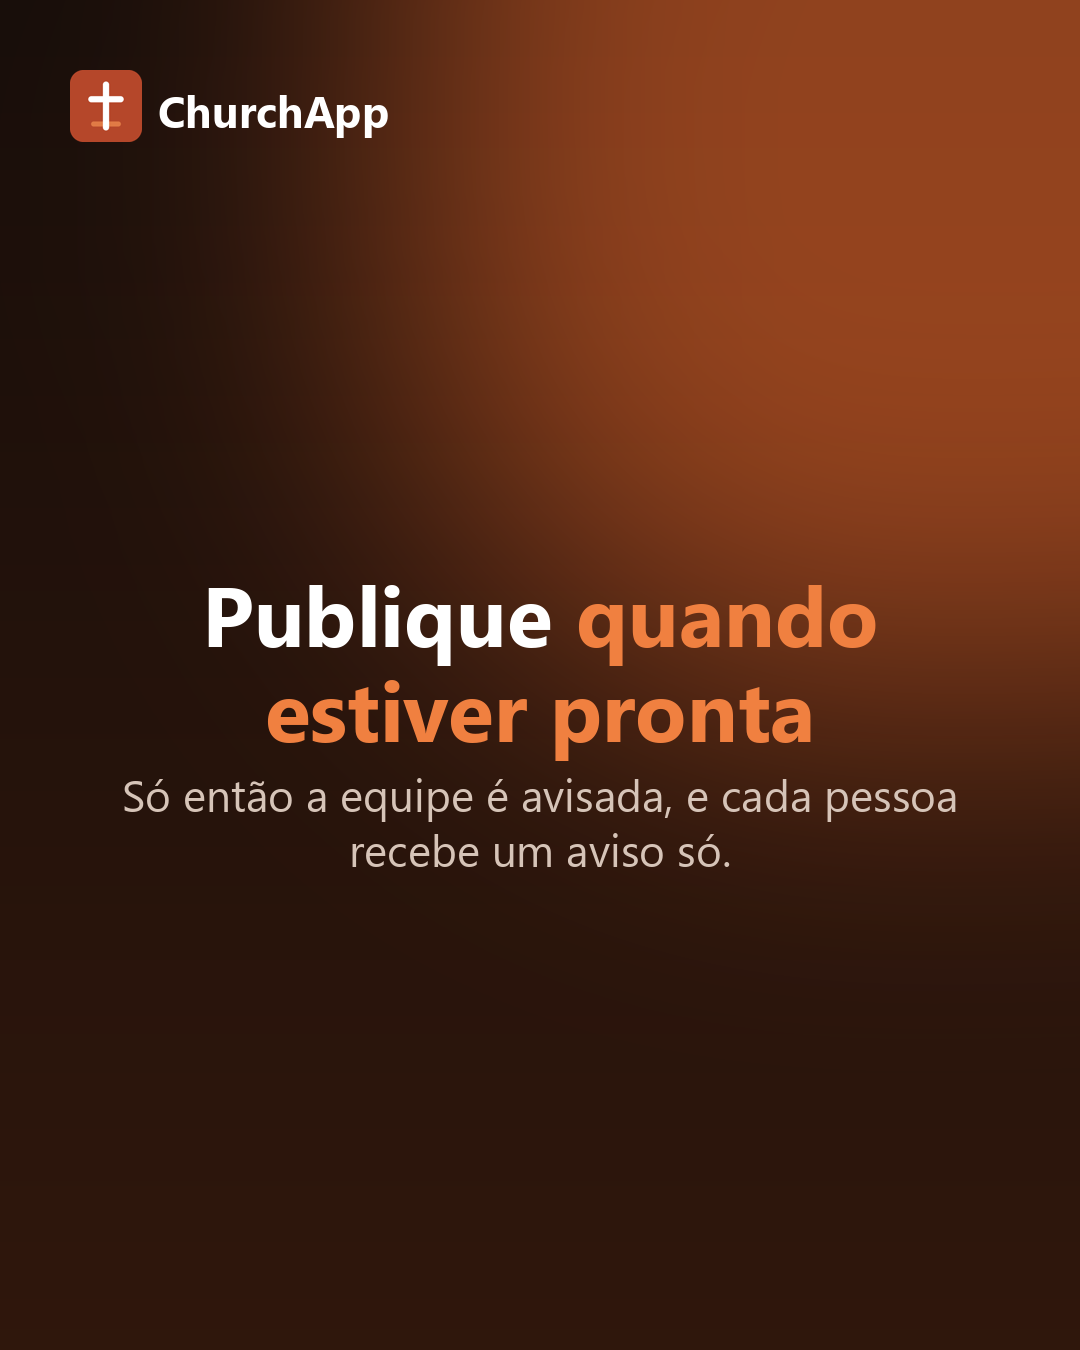 ChurchApp
Publique quando
estiver pronta
Só então a equipe é avisada, e cada pessoa
recebe um aviso só.